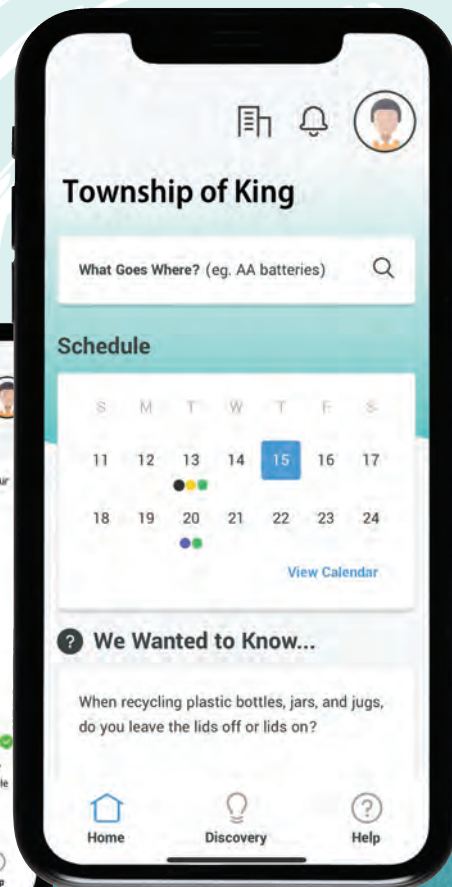 Township of King
What Goes Where? (eg. AA batteries)
Schedule
S M T W T F S
11 12 13 14 15 16 17
18 19 20 21 22 23 24
View Calendar
? We Wanted to Know...
When recycling plastic bottles, jars, and jugs,
do you leave the lids off or lids on?
Home Discovery ? Help